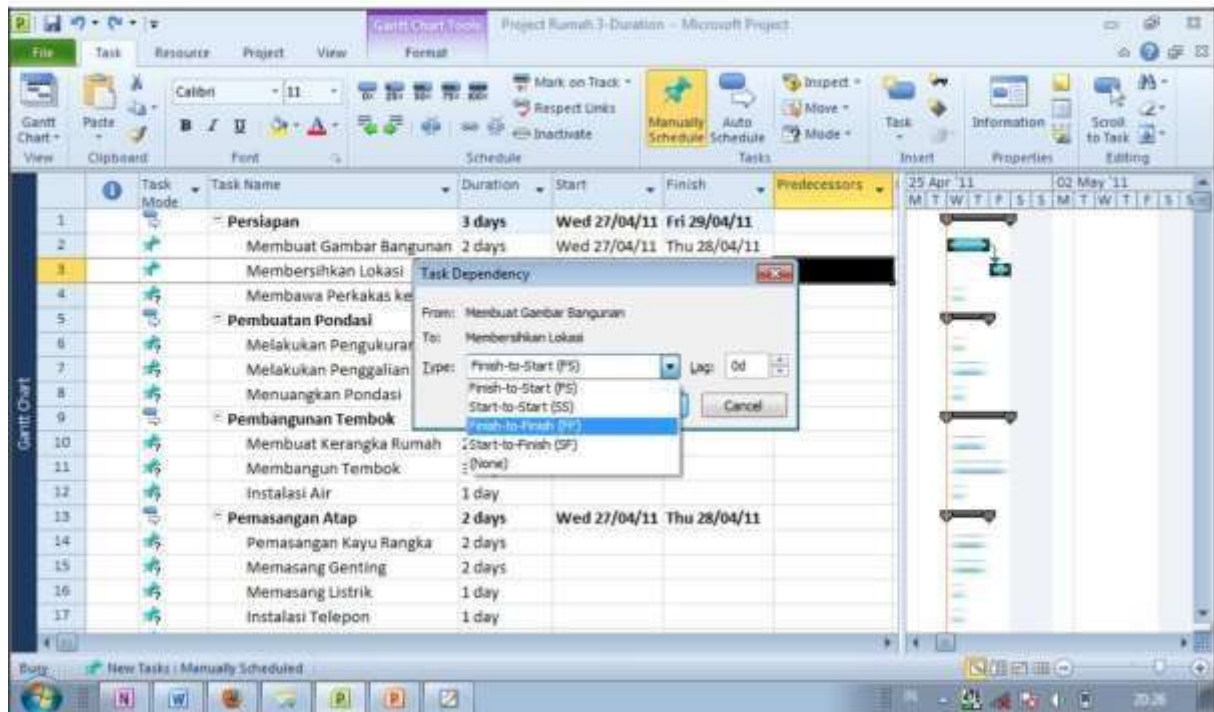 Gantt Chart Tools Project Rumah 3-Duration - Microsoft Project
File Task Resource Project View Format
Calibri 11 Mark on Track Inspect
Respect Links Move
Gantt Chart Paste B I U Inactivate Manually Schedule Auto Schedule Mode Task Information Scroll to Task
View Clipboard Font Schedule Tasks Insert Properties Editing
Task Mode Task Name Duration Start Finish Predecessors 25 Apr '11 02 May '11
M T W T F S S M T W T F S
1 Persiapan 3 days Wed 27/04/11 Fri 29/04/11
2 Membuat Gambar Bangunan 2 days Wed 27/04/11 Thu 28/04/11
3 Membersihkan Lokasi
4 Membawa Perkakas ke
5 Pembuatan Pondasi
6 Melakukan Pengukuran
7 Melakukan Penggalian
8 Menuangkan Pondasi
9 Pembangunan Tembok
10 Membuat Kerangka Rumah
11 Membangun Tembok
12 Instalasi Air 1 day
13 Pemasangan Atap 2 days Wed 27/04/11 Thu 28/04/11
14 Pemasangan Kayu Rangka 2 days
15 Memasang Genting 2 days
16 Memasang Listrik 1 day
17 Instalasi Telepon 1 day
Task Dependency
From: Membuat Gambar Bangunan
To: Membersihkan Lokasi
Type: Finish-to-Start (FS) Lag: 0d
Finish-to-Start (FS)
Start-to-Start (SS)
Finish-to-Finish (FF)
Start-to-Finish (SF)
(None)
Cancel
Gantt Chart
Busy New Tasks : Manually Scheduled
20:26